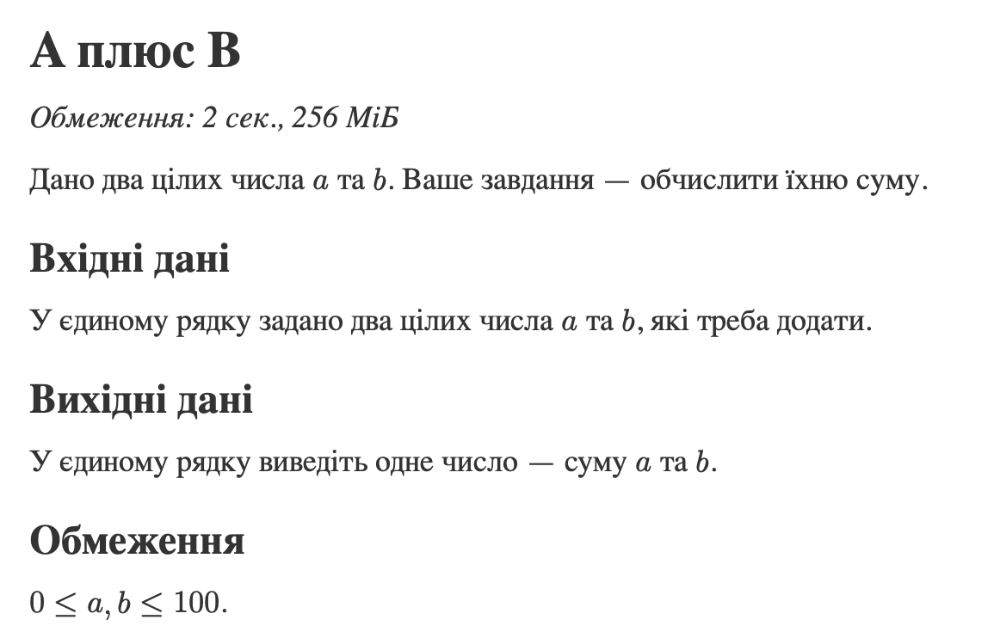 А плюс B
Обмеження: 2 сек., 256 МіБ
Дано два цілих числа a та b. Ваше завдання — обчислити їхню суму.
Вхідні дані
У єдиному рядку задано два цілих числа a та b, які треба додати.
Вихідні дані
У єдиному рядку виведіть одне число — суму a та b.
Обмеження
0 ≤ a, b ≤ 100.